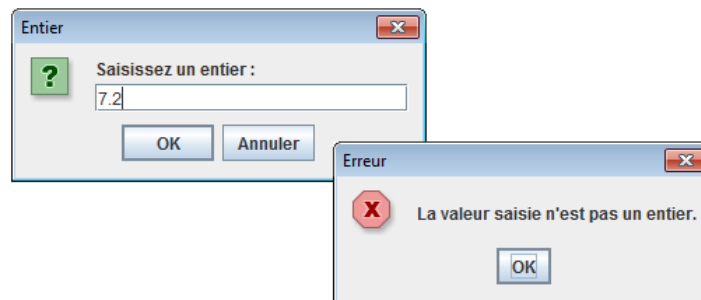 Entier
Saisissez un entier :
7.2
OK Annuler
Erreur
La valeur saisie n'est pas un entier.
OK